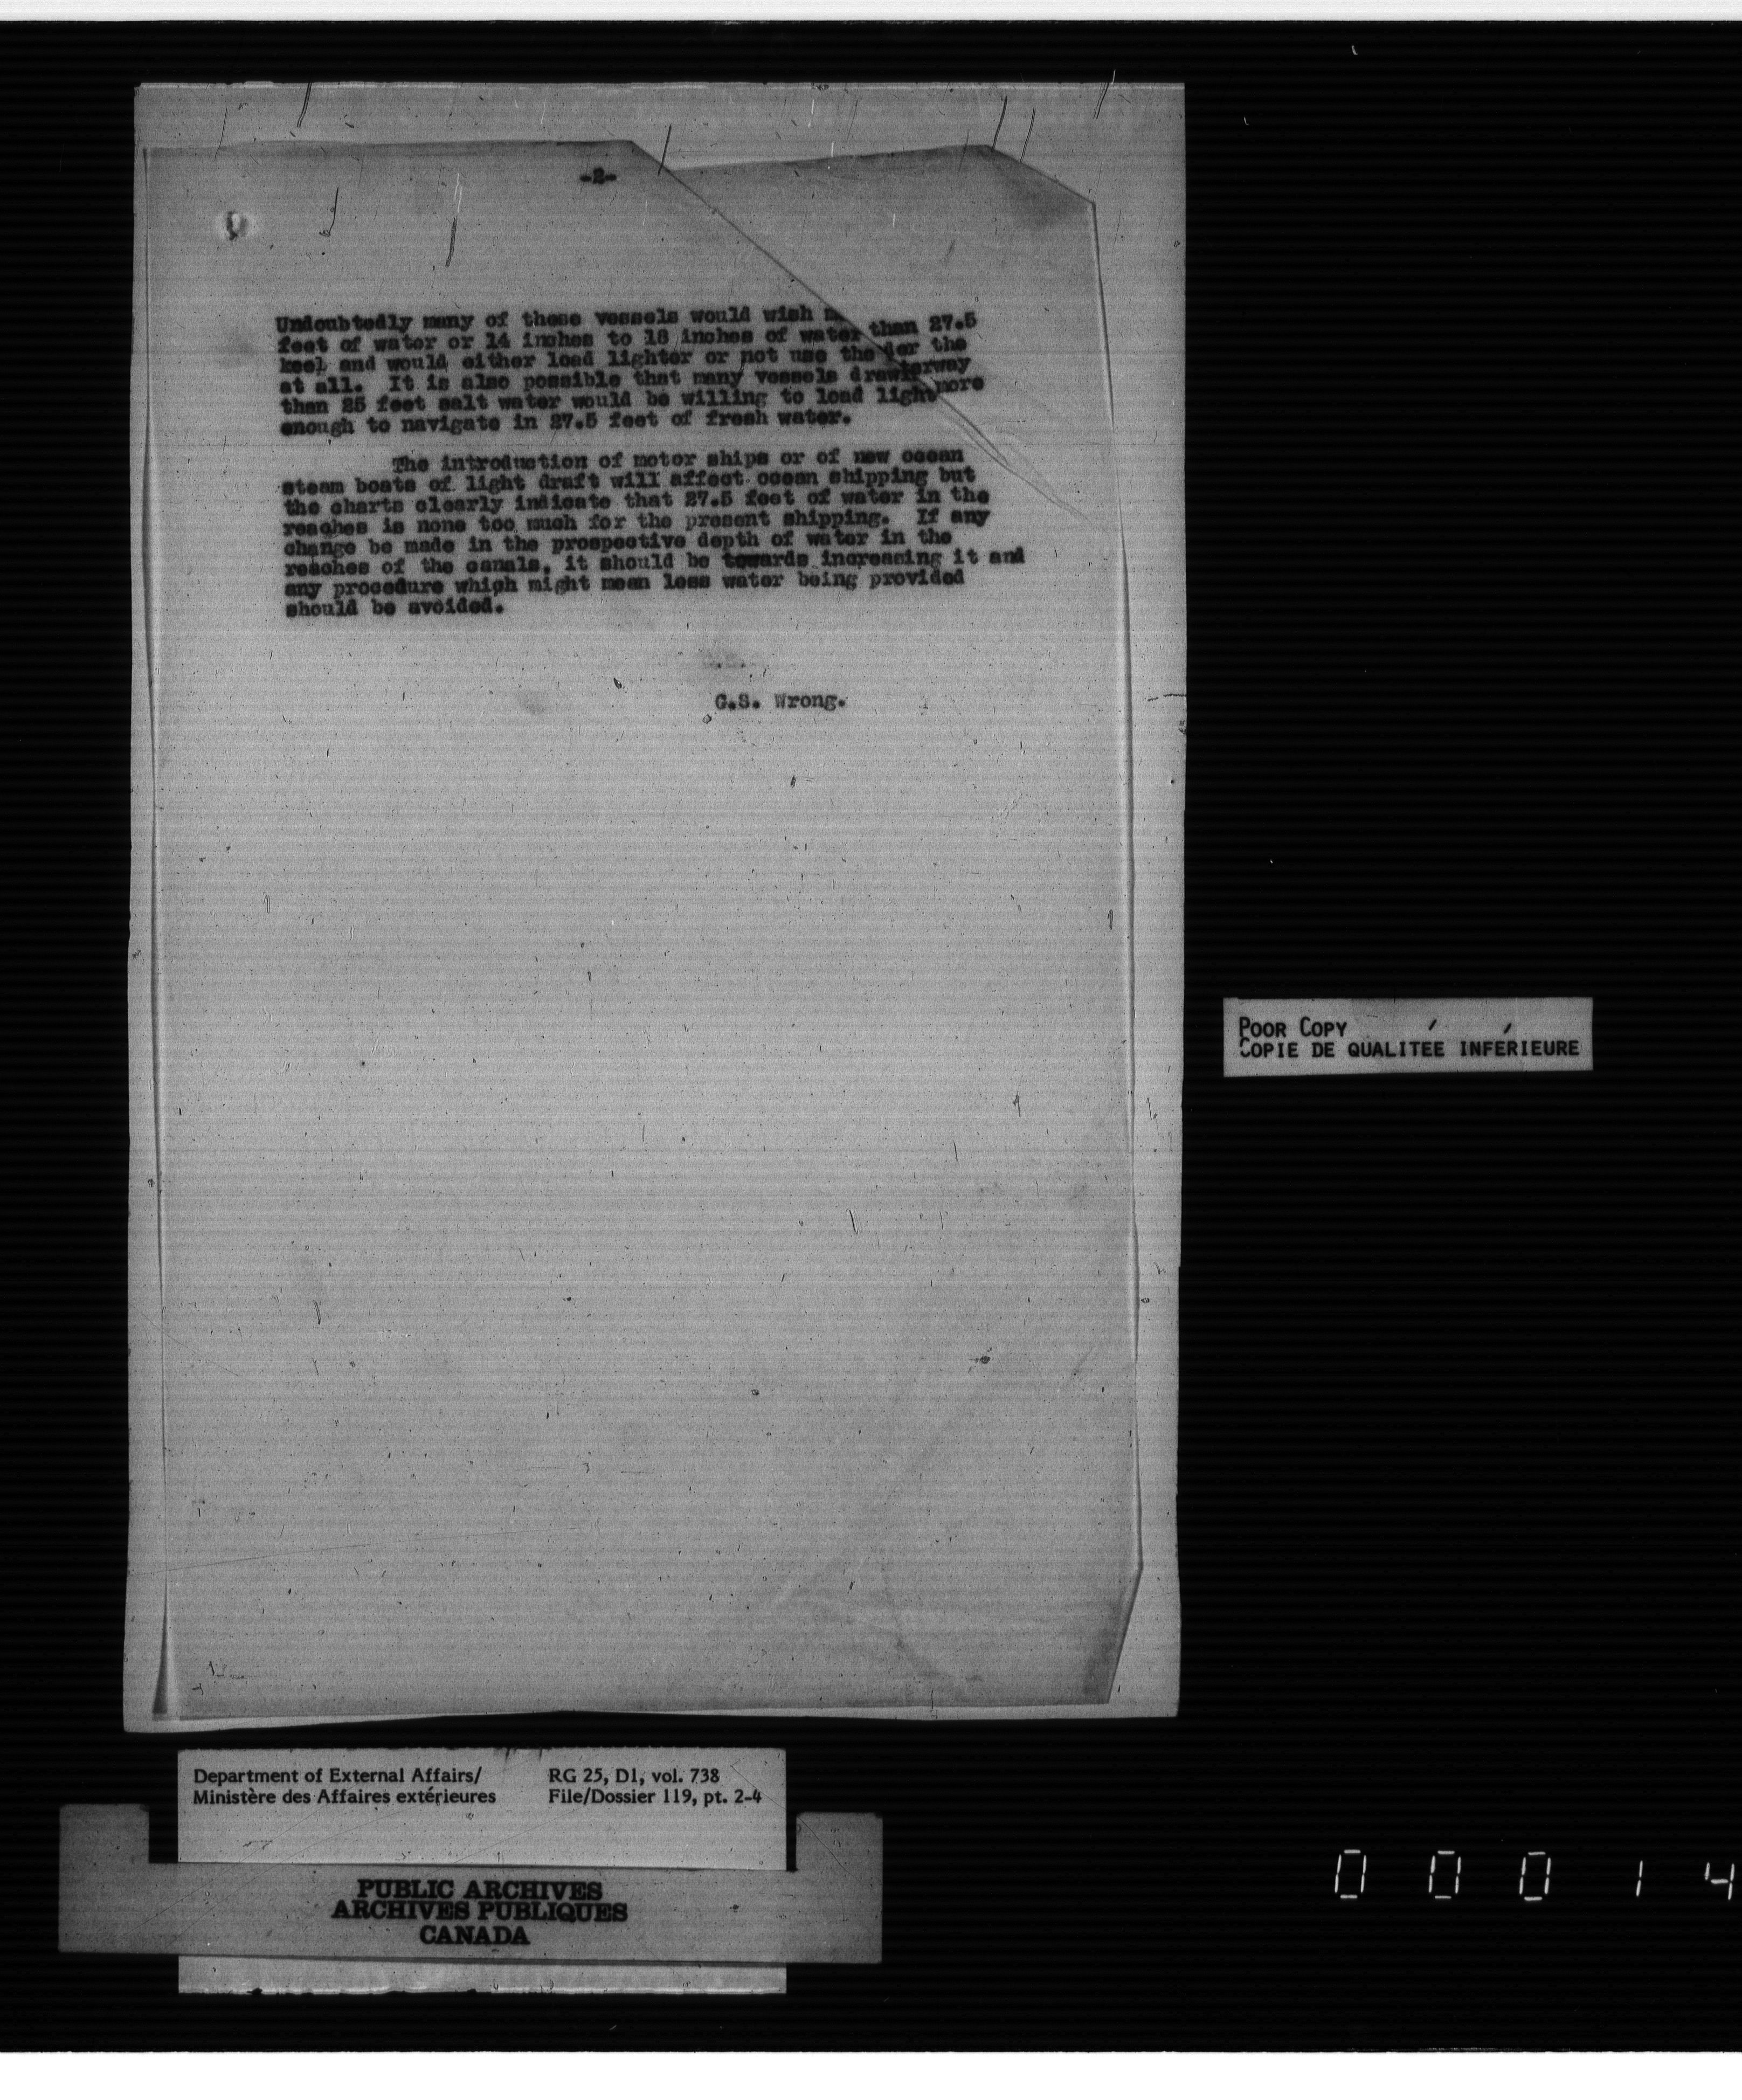 -2-
Undoubtedly many of these vessels would wish m than 27.5
feet of water or 14 inches to 18 inches of water der the
keel and would either load lighter or not use the terway
at all. It is also possible that many vessels drawi more
than 25 feet salt water would be willing to load light
enough to navigate in 27.5 feet of fresh water.
The introduction of motor ships or of new ocean
steam boats of light draft will affect ocean shipping but
the charts clearly indicate that 27.5 feet of water in the
reaches is none too much for the present shipping. If any
change be made in the prospective depth of water in the
reaches of the canals, it should be towards increasing it and
any procedure which might mean less water being provided
should be avoided.
G.S. Wrong.
POOR COPY
COPIE DE QUALITÉE INFÉRIEURE
Department of External Affairs/ RG 25, D1, vol. 738
Ministère des Affaires extérieures File/Dossier 119, pt. 2-4
PUBLIC ARCHIVES
ARCHIVES PUBLIQUES
CANADA
0 0 0 1 4